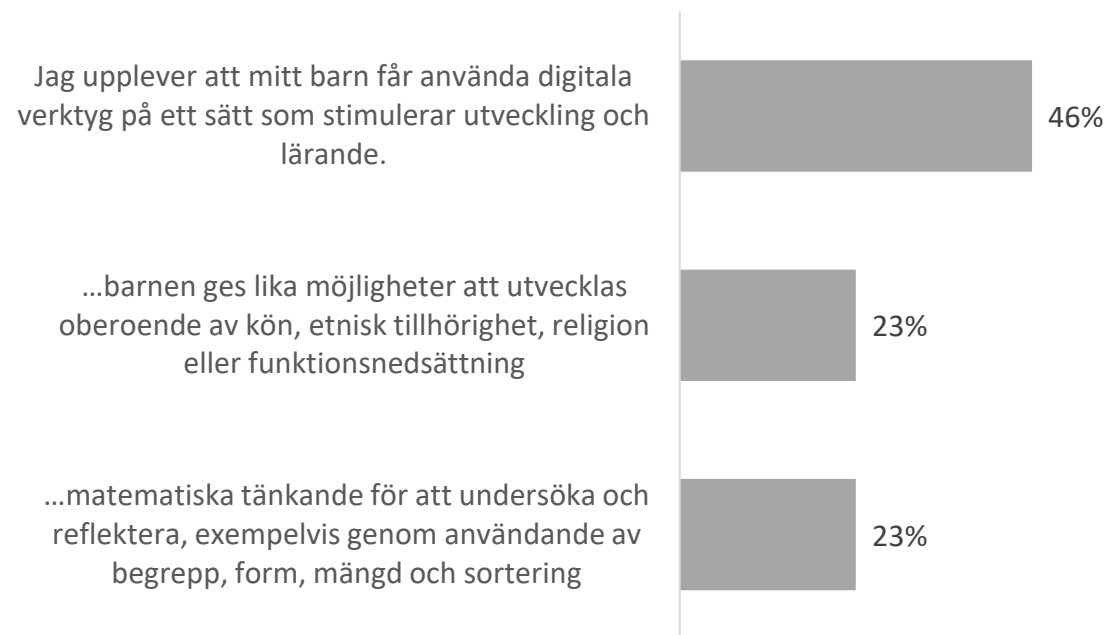 Jag upplever att mitt barn får använda digitala
verktyg på ett sätt som stimulerar utveckling och
lärande.
46%
…barnen ges lika möjligheter att utvecklas
oberoende av kön, etnisk tillhörighet, religion
eller funktionsnedsättning
23%
…matematiska tänkande för att undersöka och
reflektera, exempelvis genom användande av
begrepp, form, mängd och sortering
23%